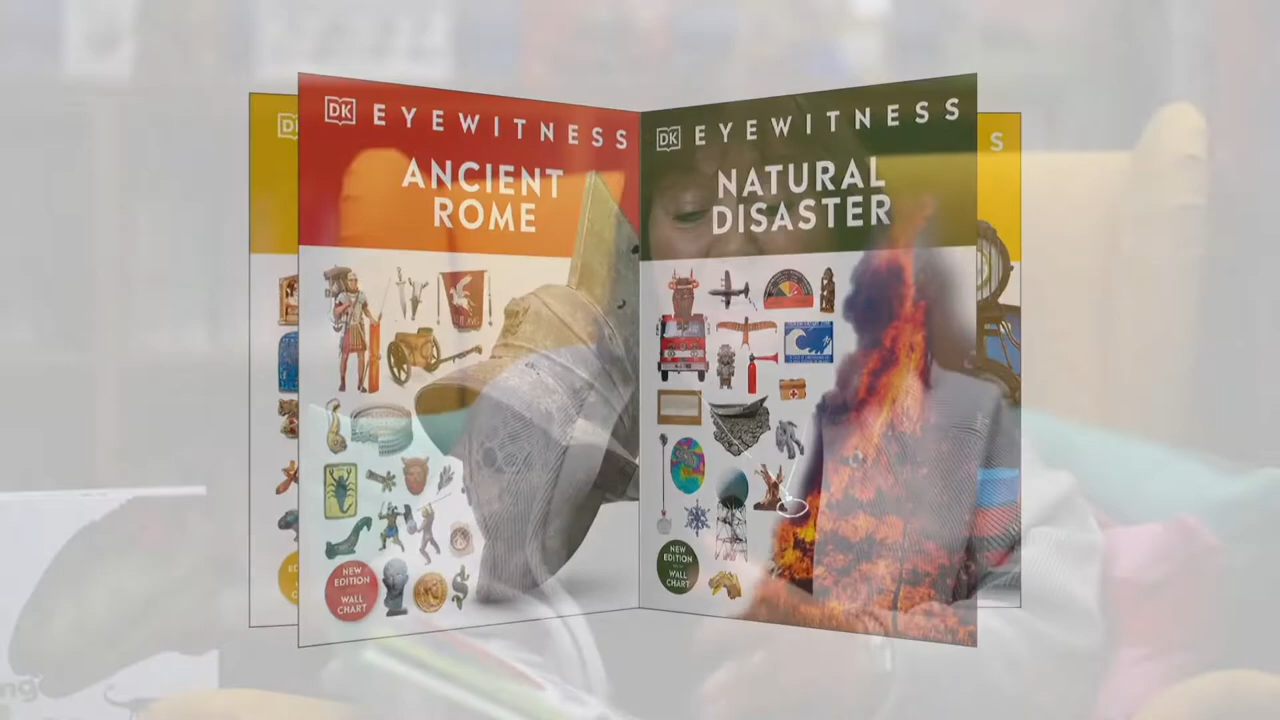 DK EYEWITNESS
ANCIENT
ROME
NEW
EDITION
WALL
CHART
DK EYEWITNESS
NATURAL
DISASTER
NEW
EDITION
WALL
CHART
S